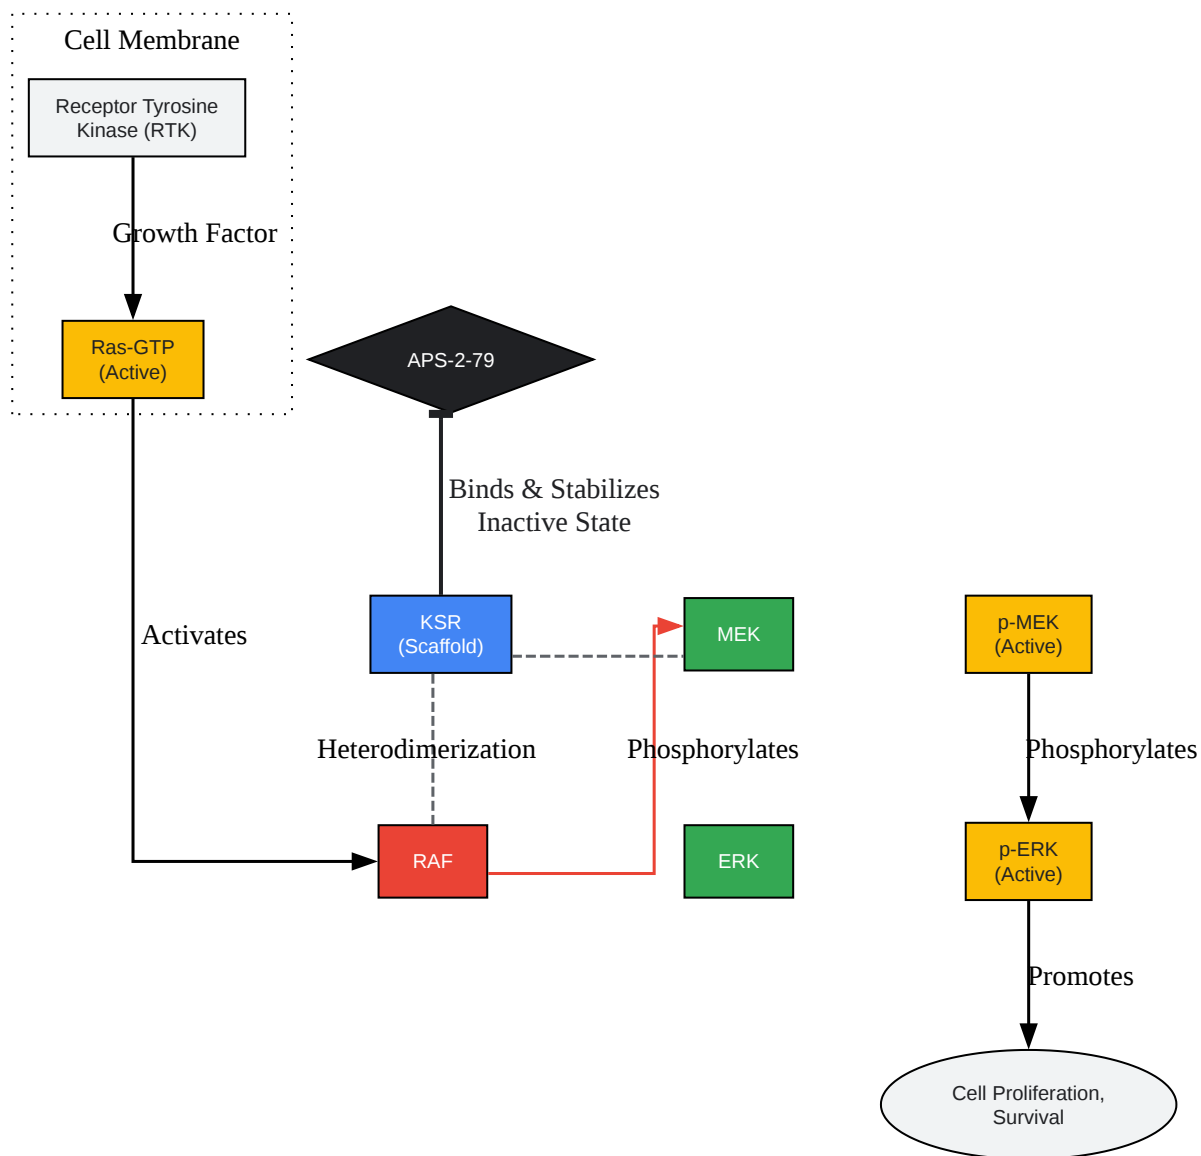 Cell Membrane
Receptor Tyrosine
Kinase (RTK)
Growth Factor
Ras-GTP
(Active)
APS-2-79
Binds & Stabilizes
Inactive State
Activates
KSR
(Scaffold)
MEK
p-MEK
(Active)
Heterodimerization
Phosphorylates
Phosphorylates
RAF
ERK
p-ERK
(Active)
Promotes
Cell Proliferation,
Survival